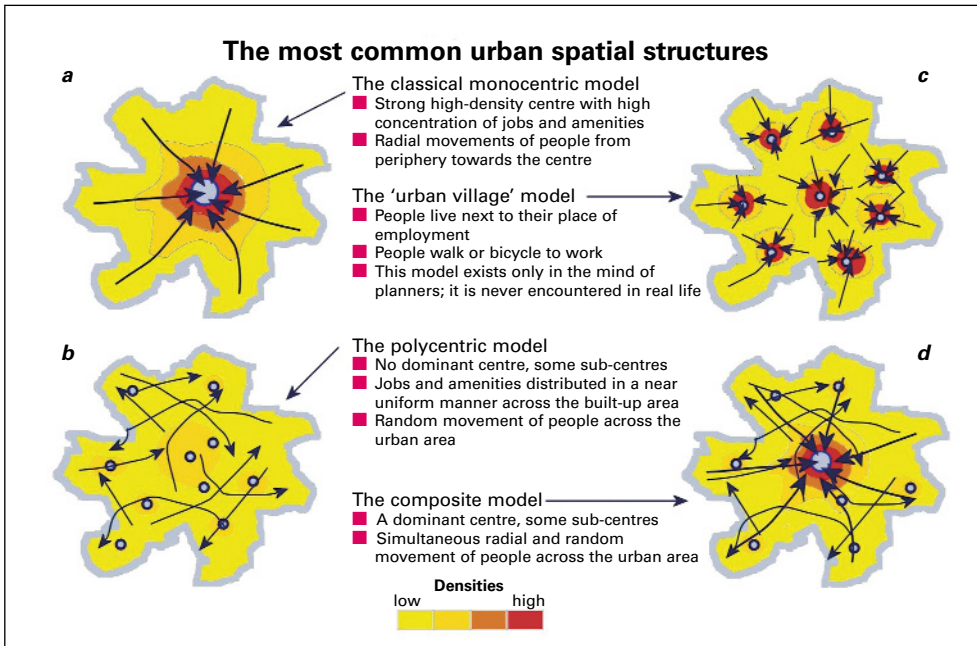 The most common urban spatial structures
a
The classical monocentric model
Strong high-density centre with high
concentration of jobs and amenities
Radial movements of people from
periphery towards the centre
c
The ‘urban village’ model
People live next to their place of
employment
People walk or bicycle to work
This model exists only in the mind of
planners; it is never encountered in real life
b
The polycentric model
No dominant centre, some sub-centres
Jobs and amenities distributed in a near
uniform manner across the built-up area
Random movement of people across the
urban area
d
The composite model
A dominant centre, some sub-centres
Simultaneous radial and random
movement of people across the urban area
Densities
low high